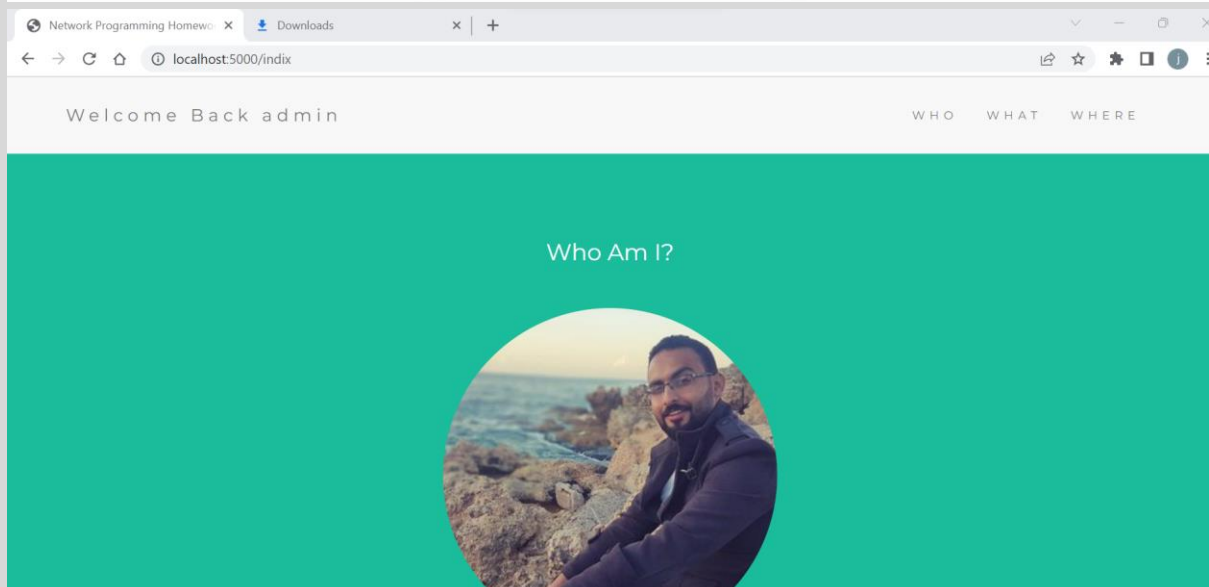 Network Programming Homewo
Downloads
localhost:5000/indix
j
Welcome Back admin
WHO WHAT WHERE
Who Am I?